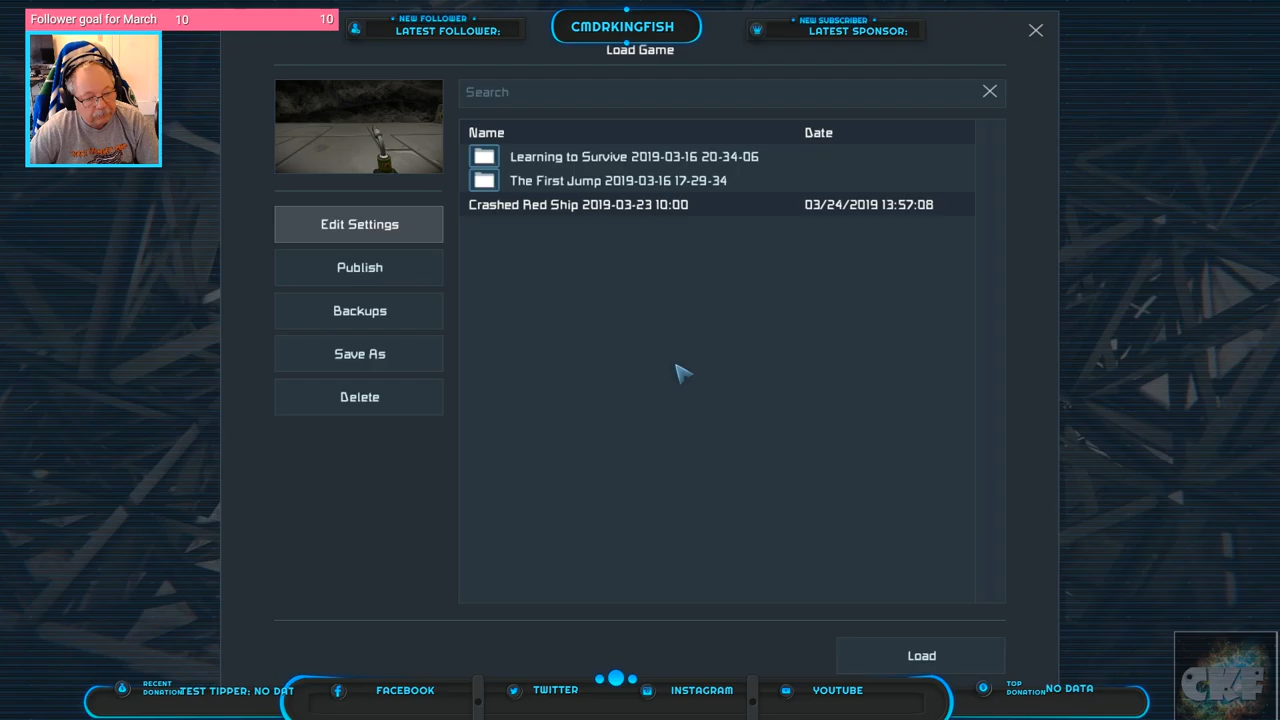 Follower goal for March 10 10
NEW FOLLOWER
LATEST FOLLOWER:
CMDRKINGFISH
NEW SUBSCRIBER
LATEST SPONSOR:
Load Game
Search
Name Date
Learning to Survive 2019-03-16 20-34-06
The First Jump 2019-03-16 17-29-34
Crashed Red Ship 2019-03-23 10:00 03/24/2019 13:57:08
Edit Settings
Publish
Backups
Save As
Delete
Load
RECENT DONATION
TEST TIPPER: NO DAT
FACEBOOK
TWITTER
INSTAGRAM
YOUTUBE
TOP DONATION
NO DATA
CKF